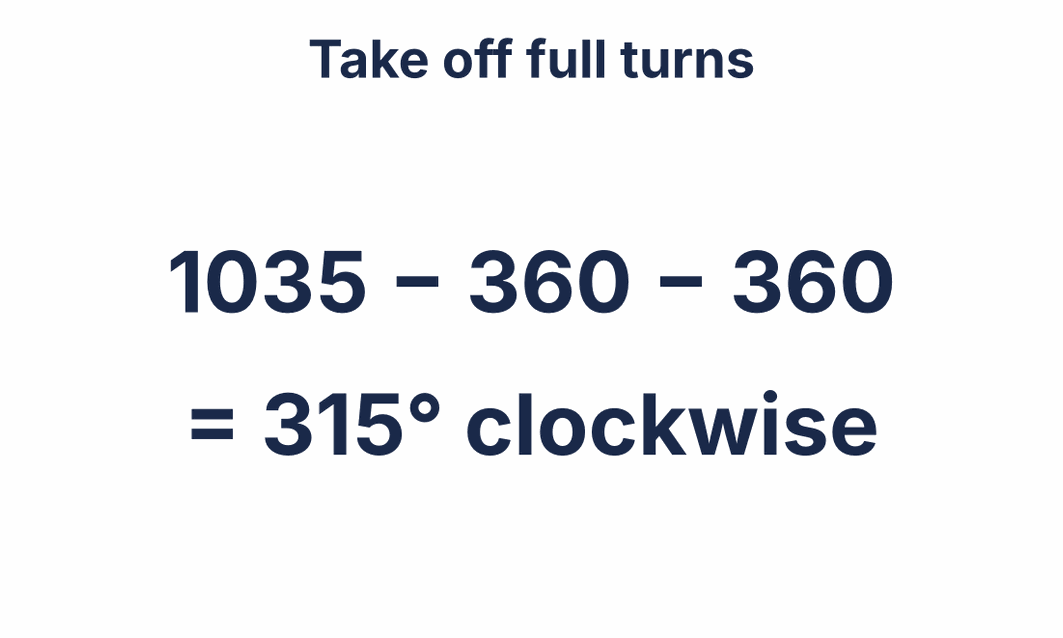 Take off full turns
1035 – 360 – 360
= 315° clockwise